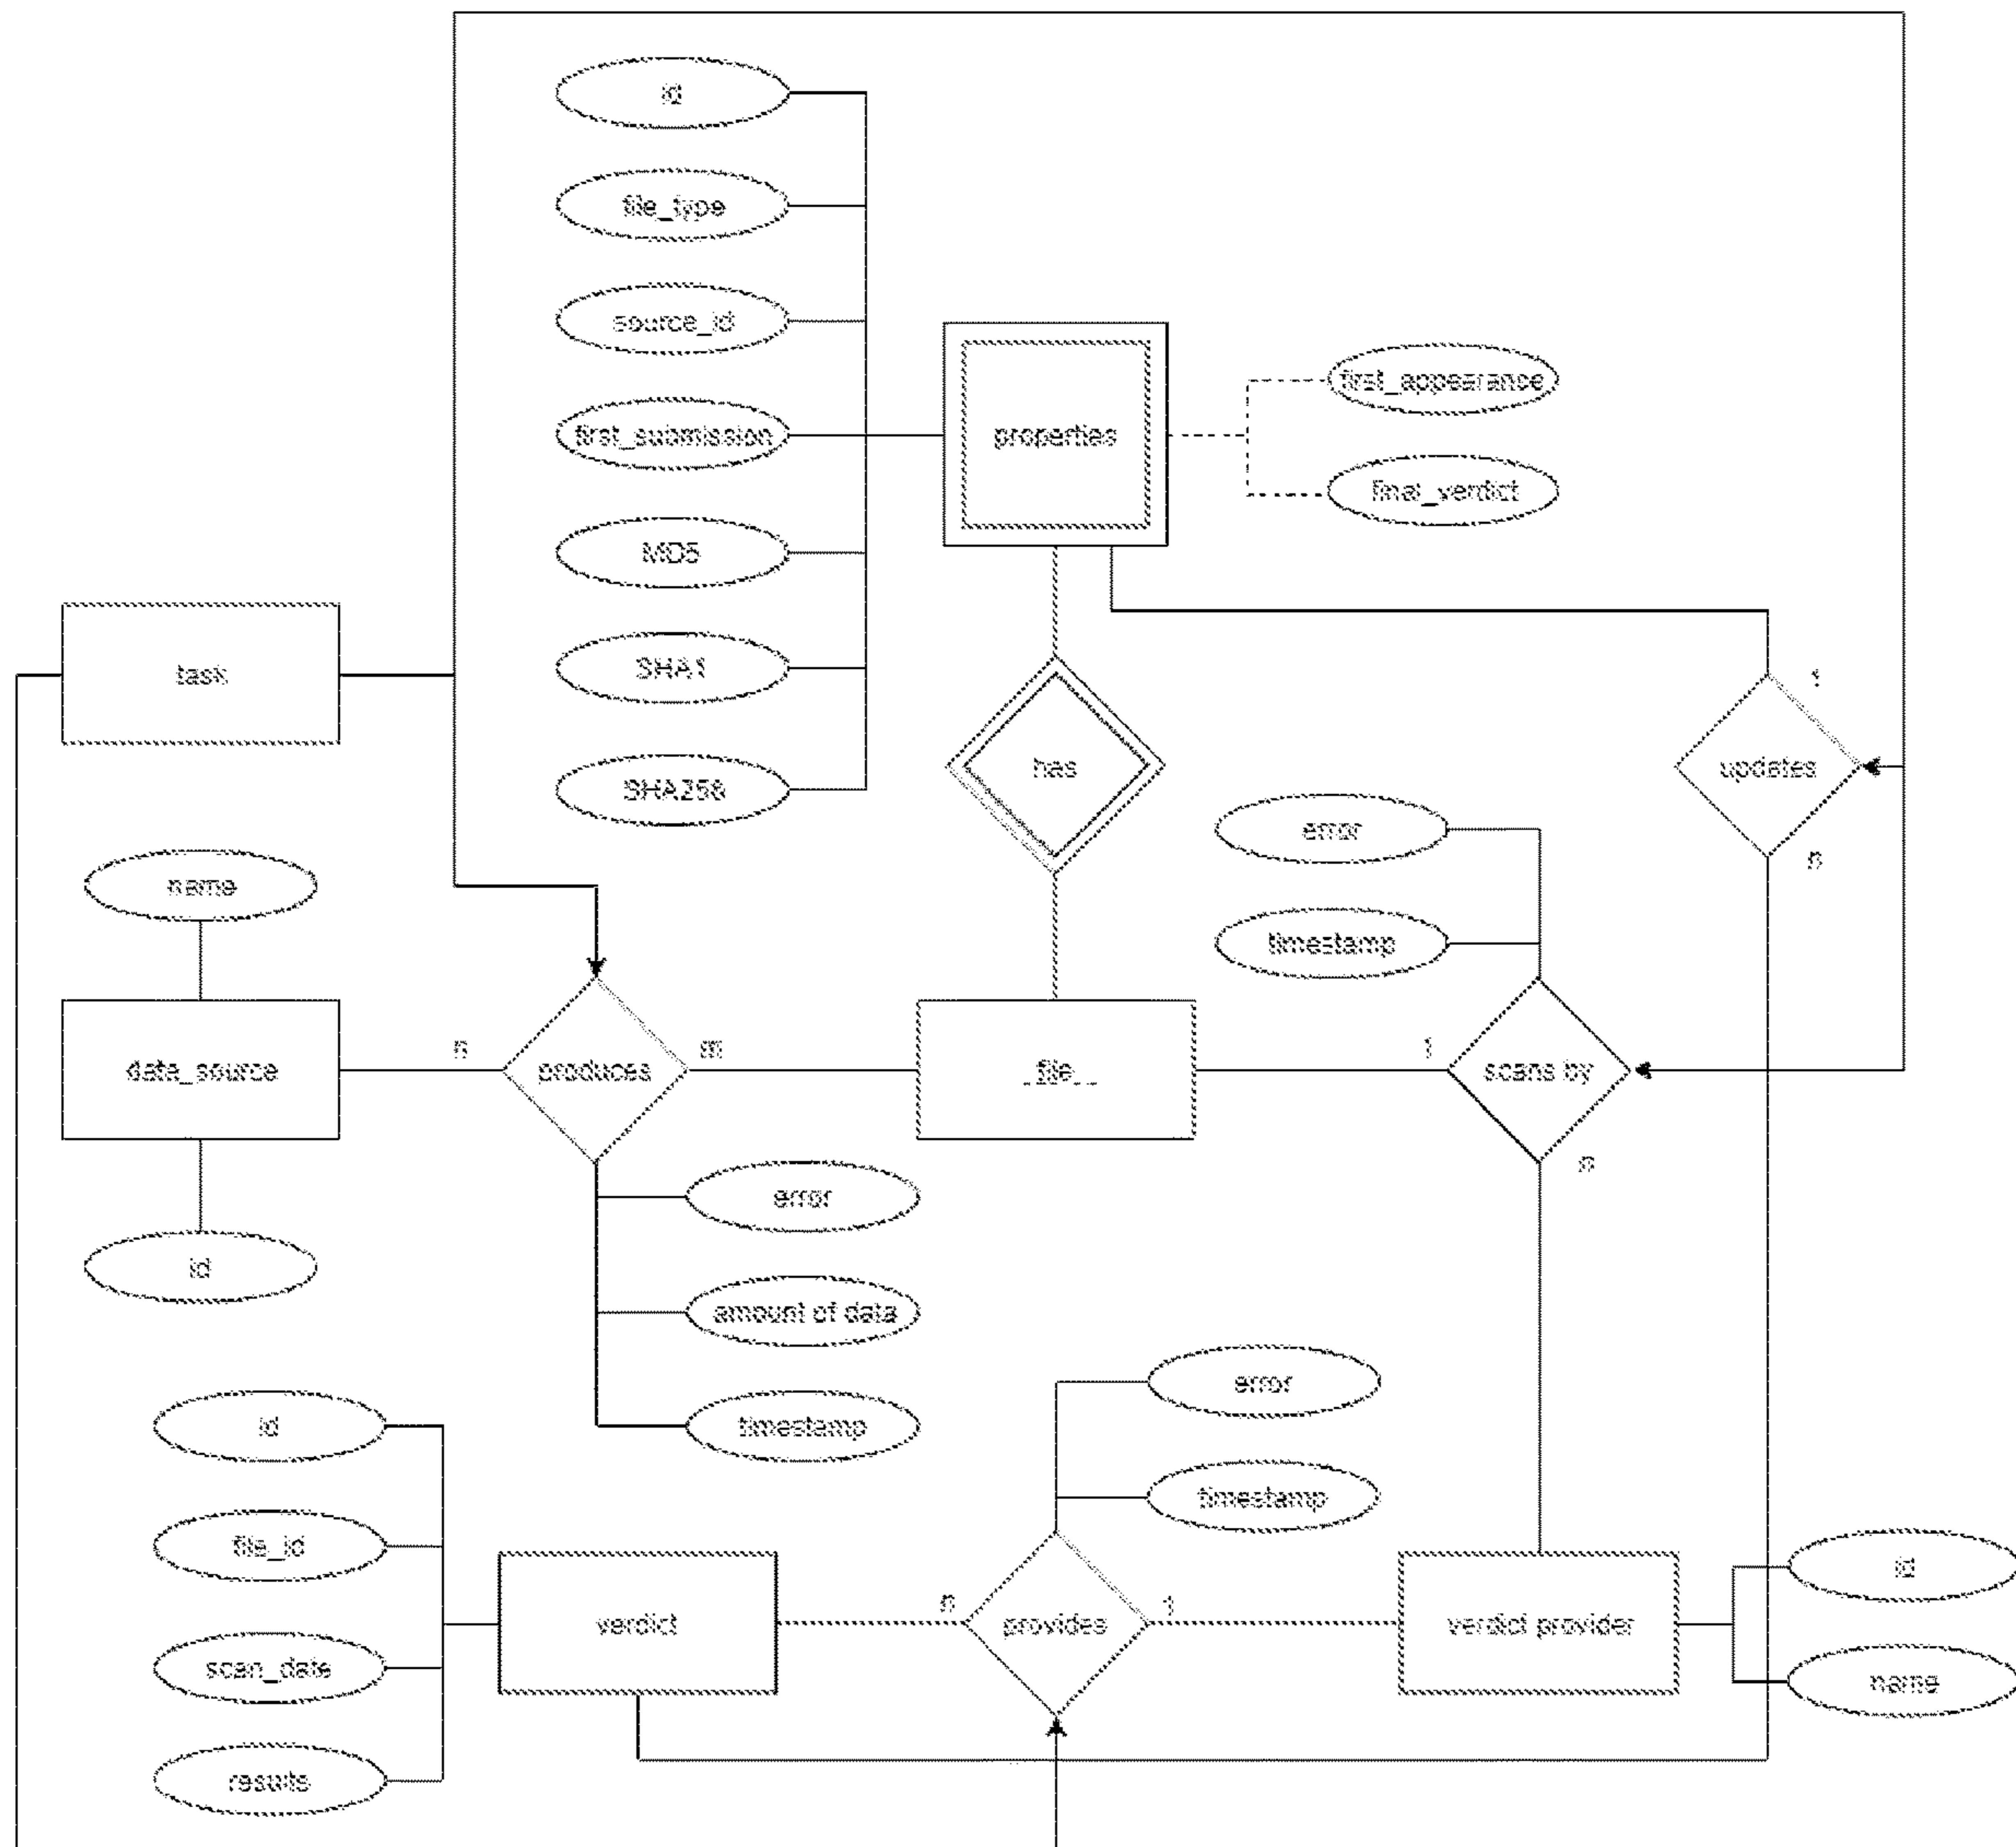 id
file_type
source_id
first_submission
MD5
SHA1
SHA256
properties
first_appearance
final_verdict
task
has
1
updates
n
error
timestamp
name
data_source
id
n
produces
m
_file__
1
scans by
n
error
amount of data
timestamp
error
timestamp
id
file_id
scan_date
results
verdict
n
provides
1
verdict provider
id
name